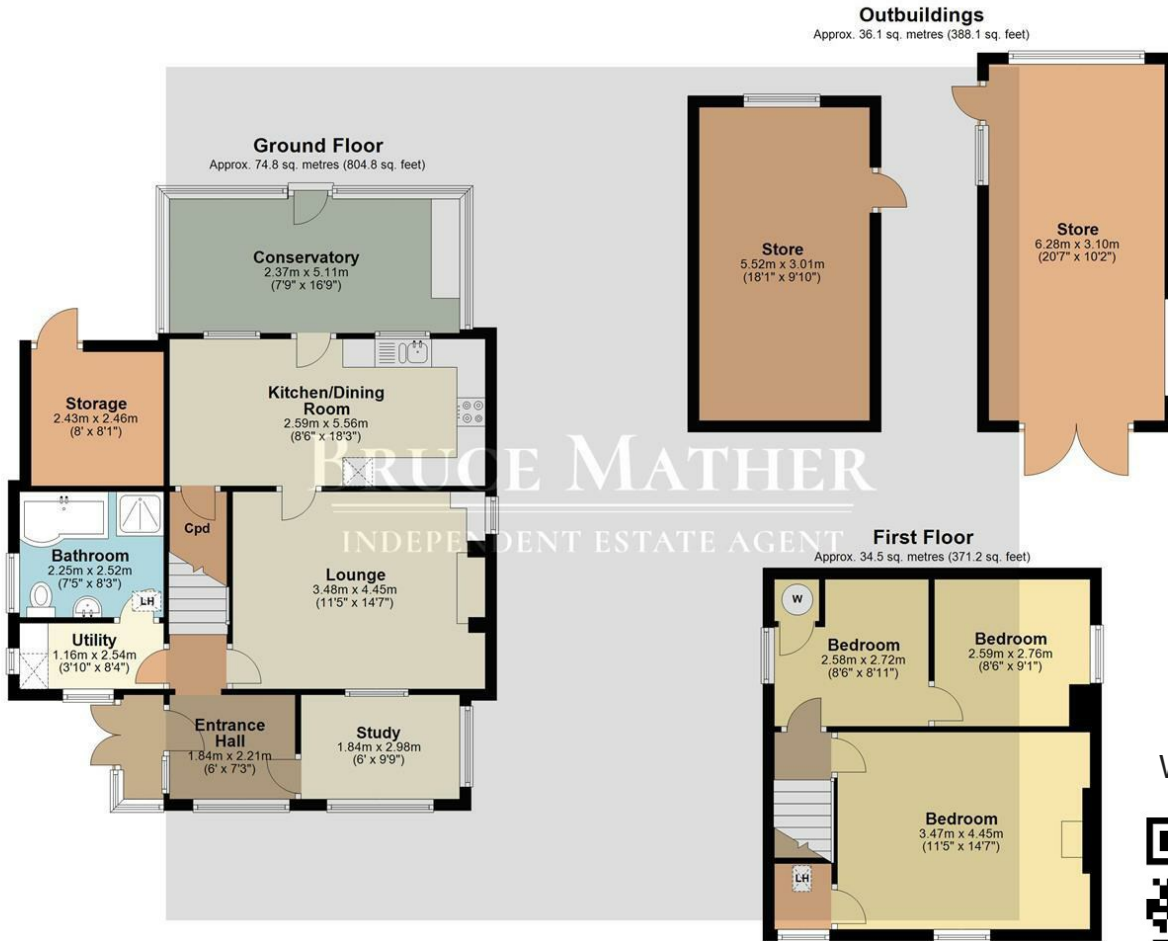 Outbuildings
Approx. 36.1 sq. metres (388.1 sq. feet)
Ground Floor
Approx. 74.8 sq. metres (804.8 sq. feet)
Conservatory
2.37m x 5.11m
(7'9" x 16'9")
Store
5.52m x 3.01m
(18'1" x 9'10")
Store
6.28m x 3.10m
(20'7" x 10'2")
Storage
2.43m x 2.46m
(8' x 8'1")
Kitchen/Dining
Room
2.59m x 5.56m
(8'6" x 18'3")
BRUCE MATHER
INDEPENDENT ESTATE AGENT
Cpd
Bathroom
2.25m x 2.52m
(7'5" x 8'3")
LH
Lounge
3.48m x 4.45m
(11'5" x 14'7")
Utility
1.16m x 2.54m
(3'10" x 8'4")
Entrance
Hall
1.84m x 2.21m
(6' x 7'3")
Study
1.84m x 2.98m
(6' x 9'9")
First Floor
Approx. 34.5 sq. metres (371.2 sq. feet)
W
Bedroom
2.58m x 2.72m
(8'6" x 8'11")
Bedroom
2.59m x 2.76m
(8'6" x 9'1")
Bedroom
3.47m x 4.45m
(11'5" x 14'7")
LH